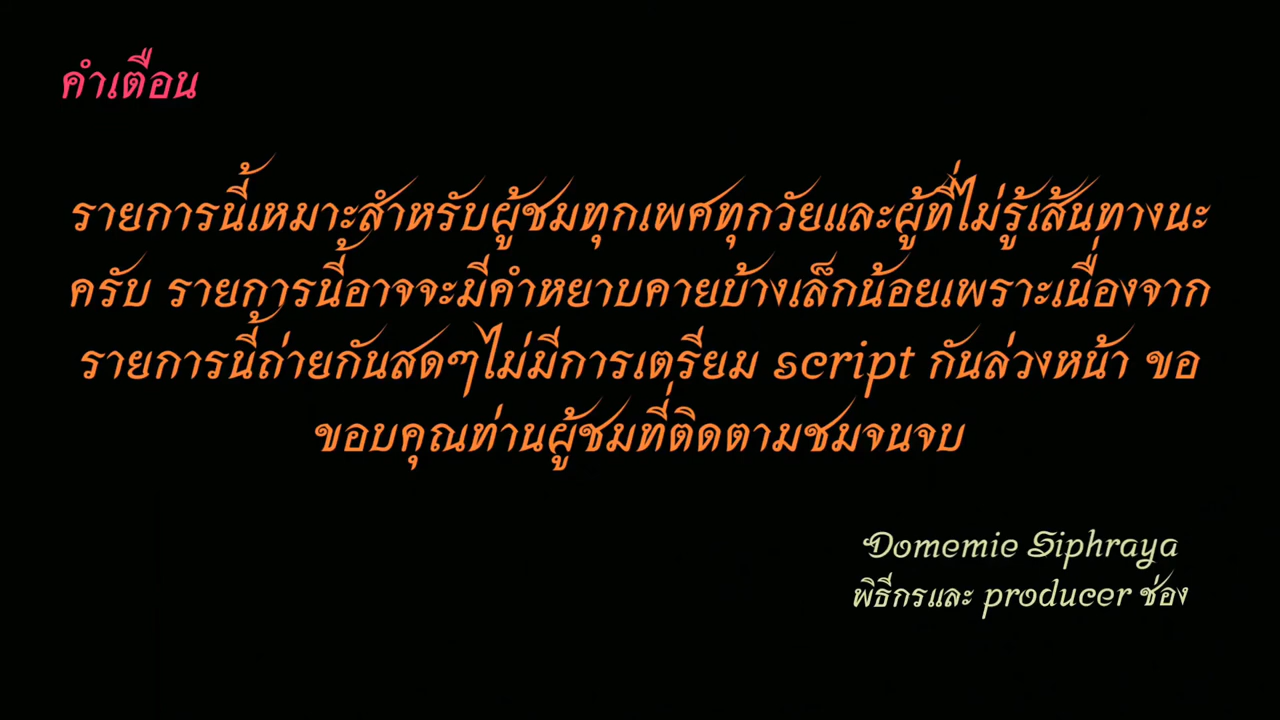 คำเตือน
รายการนี้เหมาะสำหรับผู้ชมทุกเพศทุกวัยและผู้ที่ไม่รู้เส้นทางนะ
ครับ รายการนี้อาจจะมีคำหยาบคายบ้างเล็กน้อยเพราะเนื่องจาก
รายการนี้ถ่ายกันสดๆไม่มีการเตรียม script กันล่วงหน้า ขอ
ขอบคุณท่านผู้ชมที่ติดตามชมจนจบ
Domemie Siphraya
พิธีกรและ producer ช่อง